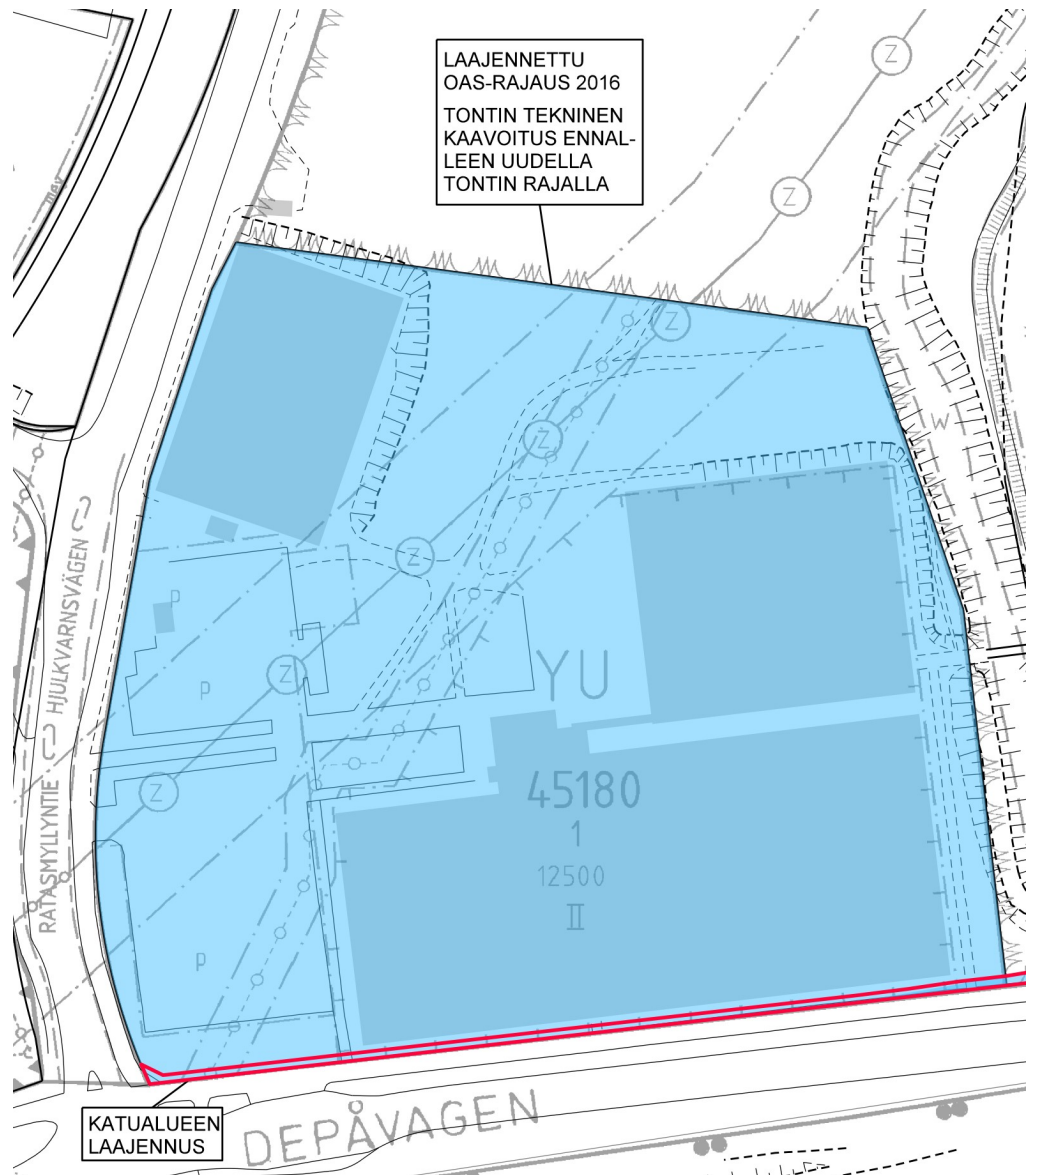 LAAJENNETTU
OAS-RAJAUS 2016
TONTIN TEKNINEN
KAAVOITUS ENNAL-
LEEN UUDELLA
TONTIN RAJALLA
Z
Z
Z
Z
Z
Z
Z
W
p
p
p
YU
45180
1
12500
II
RATASMYLLYNTIE
HJULKVARNSVÄGEN
KATUALUEEN
LAAJENNUS
DEPÅVAGEN